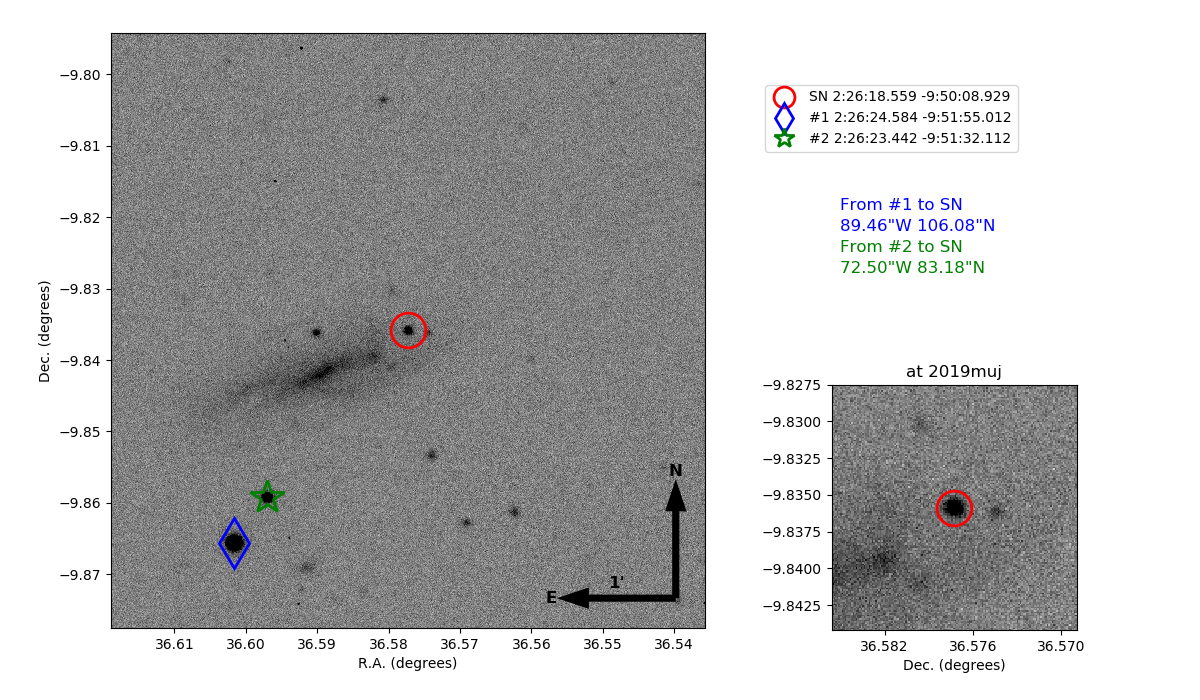 −9.80
−9.81
−9.82
−9.83
−9.84
−9.85
−9.86
−9.87
Dec. (degrees)
36.61 36.60 36.59 36.58 36.57 36.56 36.55 36.54
R.A. (degrees)
N
1'
E
SN 2:26:18.559 -9:50:08.929
#1 2:26:24.584 -9:51:55.012
#2 2:26:23.442 -9:51:32.112
From #1 to SN
89.46"W 106.08"N
From #2 to SN
72.50"W 83.18"N
at 2019muj
−9.8275
−9.8300
−9.8325
−9.8350
−9.8375
−9.8400
−9.8425
36.582 36.576 36.570
Dec. (degrees)